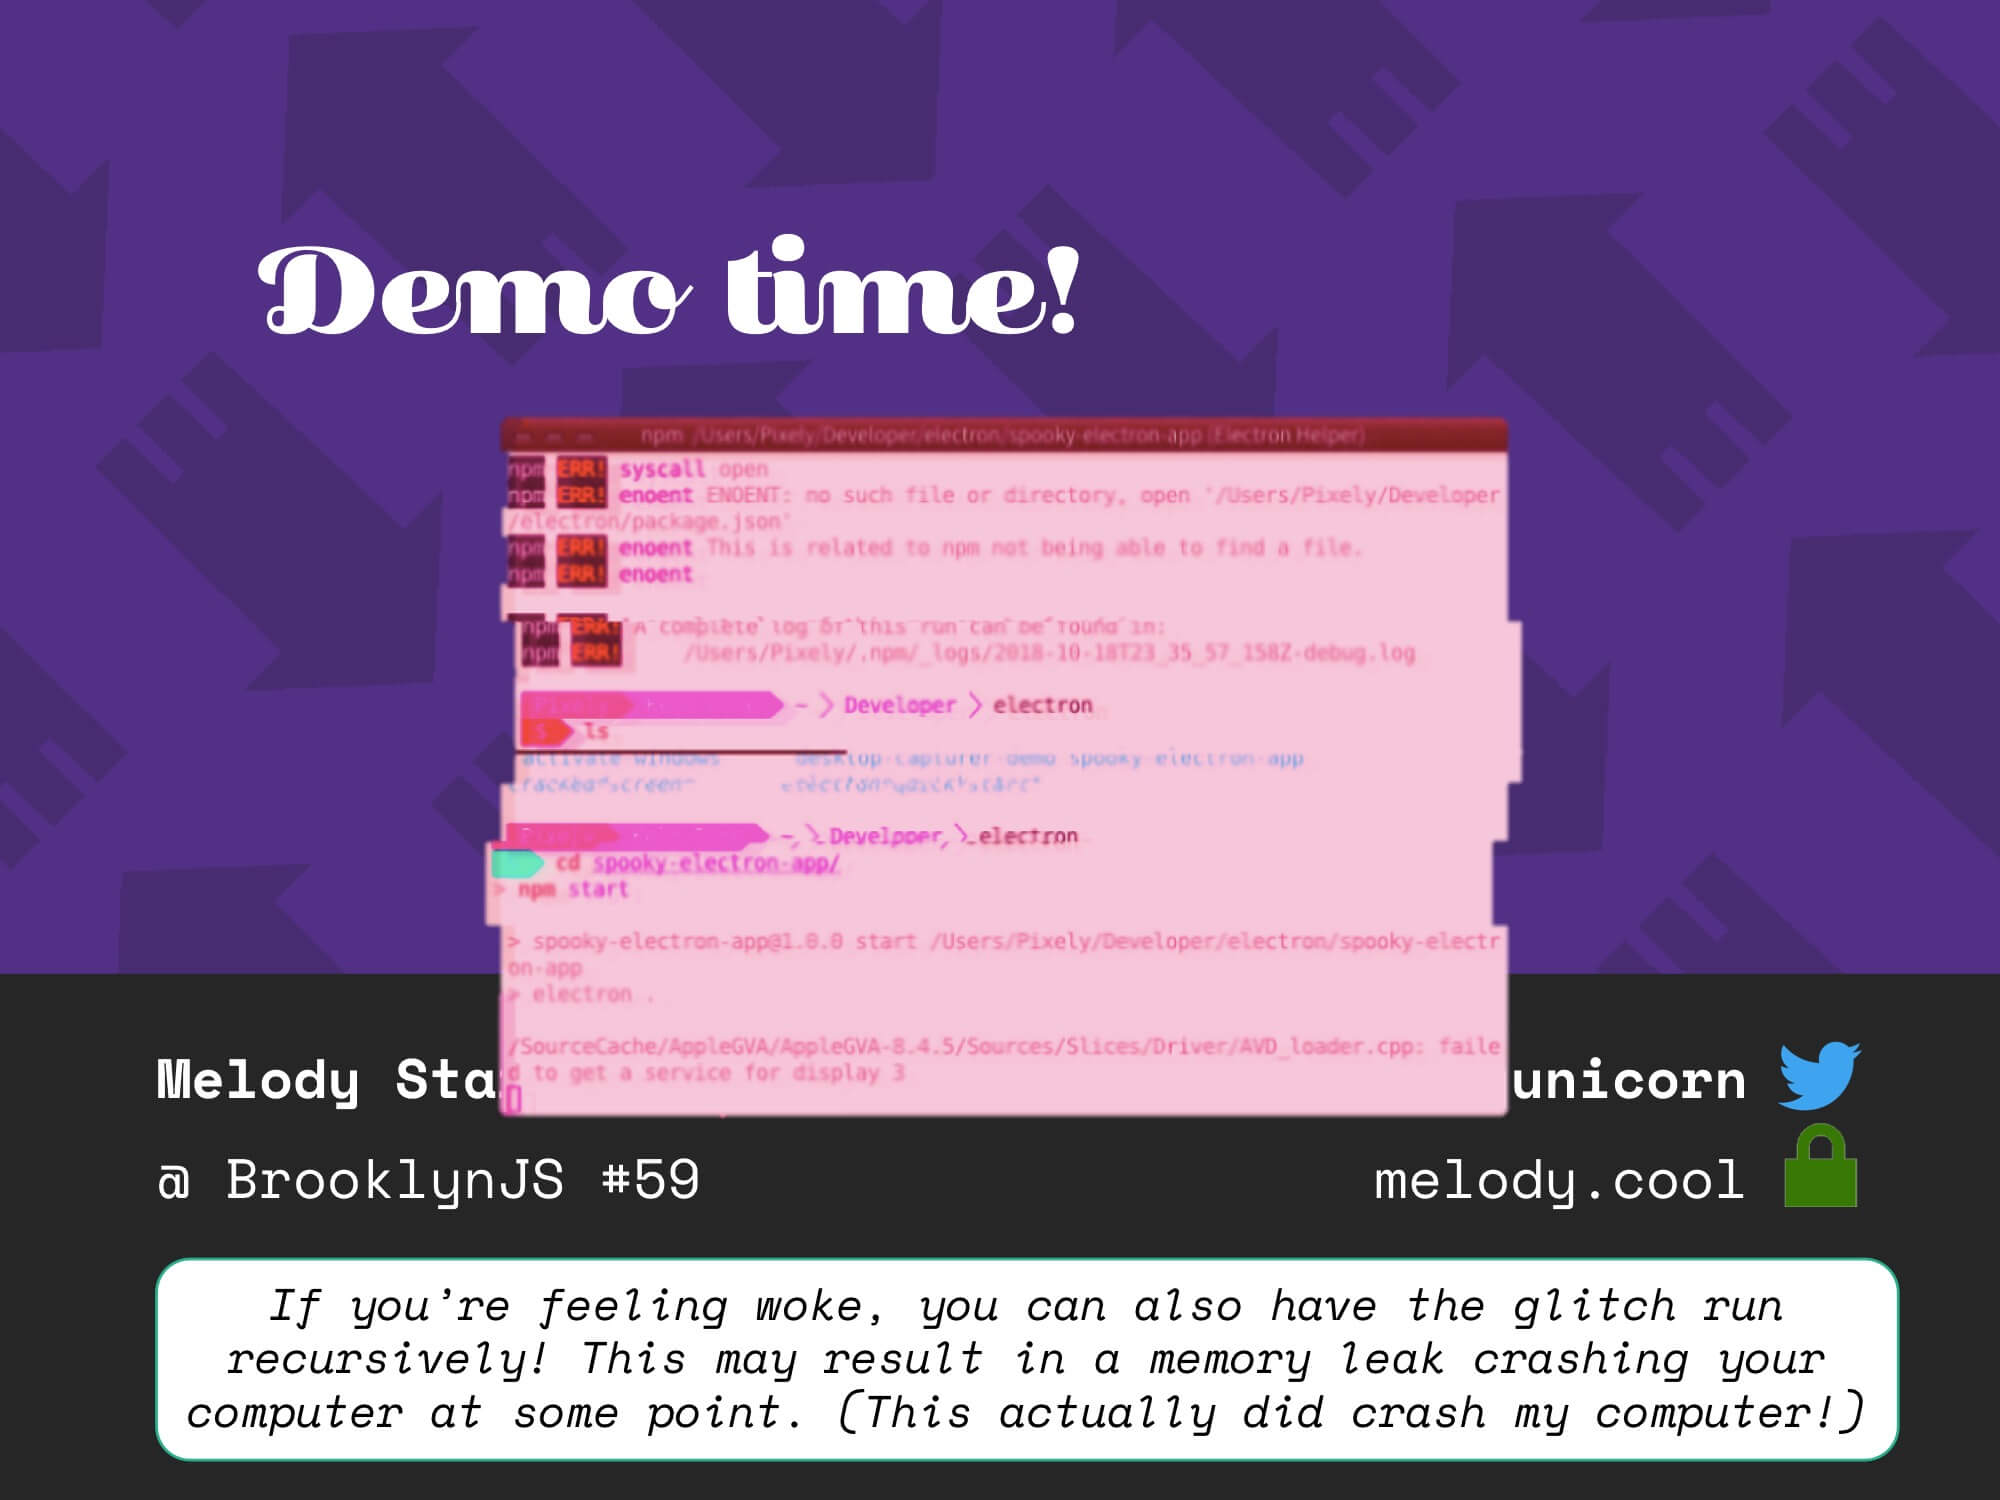 Demo time!
npm /Users/Pixely/Developer/electron/spooky-electron-app (Electron Helper)
npm ERR! syscall open
npm ERR! enoent ENOENT: no such file or directory, open '/Users/Pixely/Developer
/electron/package.json'
npm ERR! enoent This is related to npm not being able to find a file.
npm ERR! enoent
npm ERR! A complete log of this run can be found in:
npm ERR!     /Users/Pixely/.npm/_logs/2018-10-18T23_35_57_158Z-debug.log
Pixely ~ Developer electron
$ ls
activate-windows desktop-capturer-demo spooky-electron-app
cracked-screen electron-quick-start
Pixely ~ Developer electron
cd spooky-electron-app/
> npm start
> spooky-electron-app@1.0.0 start /Users/Pixely/Developer/electron/spooky-electr
on-app
> electron .
/SourceCache/AppleGVA/AppleGVA-8.4.5/Sources/Slices/Driver/AVD_loader.cpp: faile
d to get a service for display 3
Melody Sta unicorn
@ BrooklynJS #59 melody.cool
If you’re feeling woke, you can also have the glitch run
recursively! This may result in a memory leak crashing your
computer at some point. (This actually did crash my computer!)